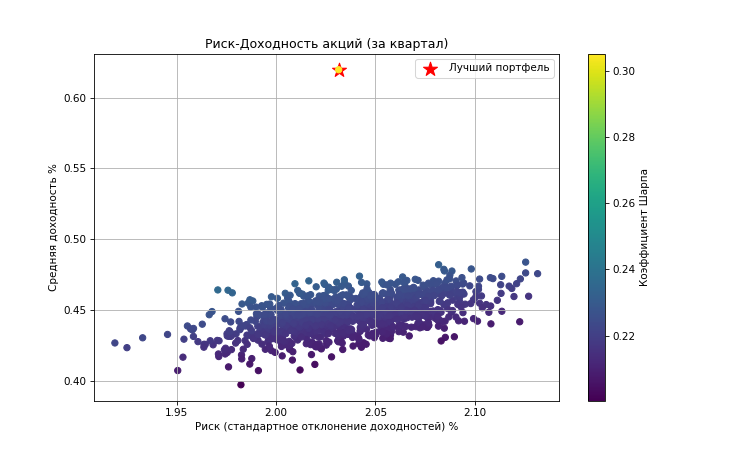 Риск-Доходность акций (за квартал)
Лучший портфель
Средняя доходность %
0.60
0.55
0.50
0.45
0.40
1.95
2.00
2.05
2.10
Риск (стандартное отклонение доходностей) %
0.30
0.28
0.26
0.24
0.22
Коэффициент Шарпа